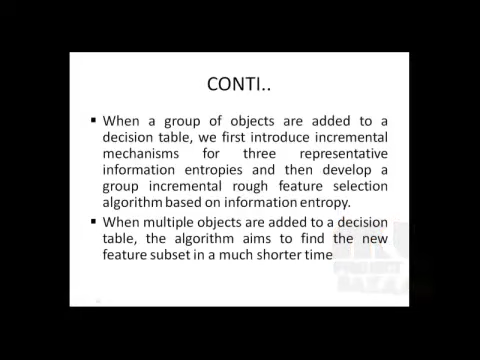 CONTI..
▪ When a group of objects are added to a
decision table, we first introduce incremental
mechanisms for three representative
information entropies and then develop a
group incremental rough feature selection
algorithm based on information entropy.
▪ When multiple objects are added to a decision
table, the algorithm aims to find the new
feature subset in a much shorter time